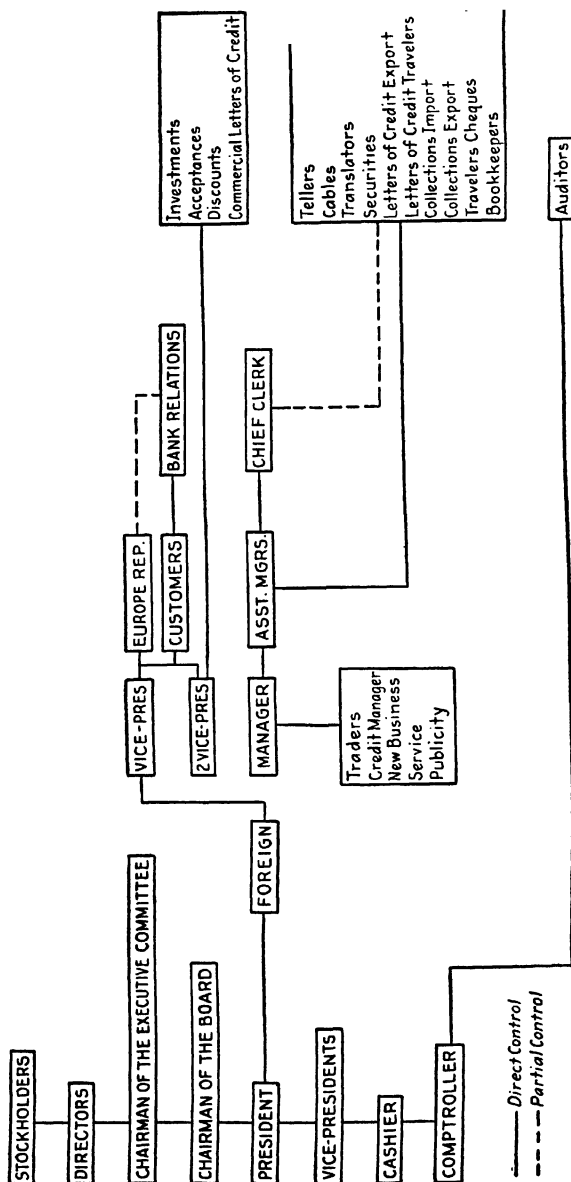 STOCKHOLDERS
DIRECTORS
CHAIRMAN OF THE EXECUTIVE COMMITTEE
CHAIRMAN OF THE BOARD
PRESIDENT
VICE-PRESIDENTS
CASHIER
COMPTROLLER
FOREIGN
VICE-PRES
2 VICE-PRES
EUROPE REP.
CUSTOMERS
BANK RELATIONS
MANAGER
ASST. MGRS.
CHIEF CLERK
Traders
Credit Manager
New Business
Service
Publicity
Investments
Acceptances
Discounts
Commercial Letters of Credit
Tellers
Cables
Translators
Securities
Letters of Credit Export
Letters of Credit Travelers
Collections Import
Collections Export
Travelers Cheques
Bookkeepers
Auditors
Direct Control
Partial Control